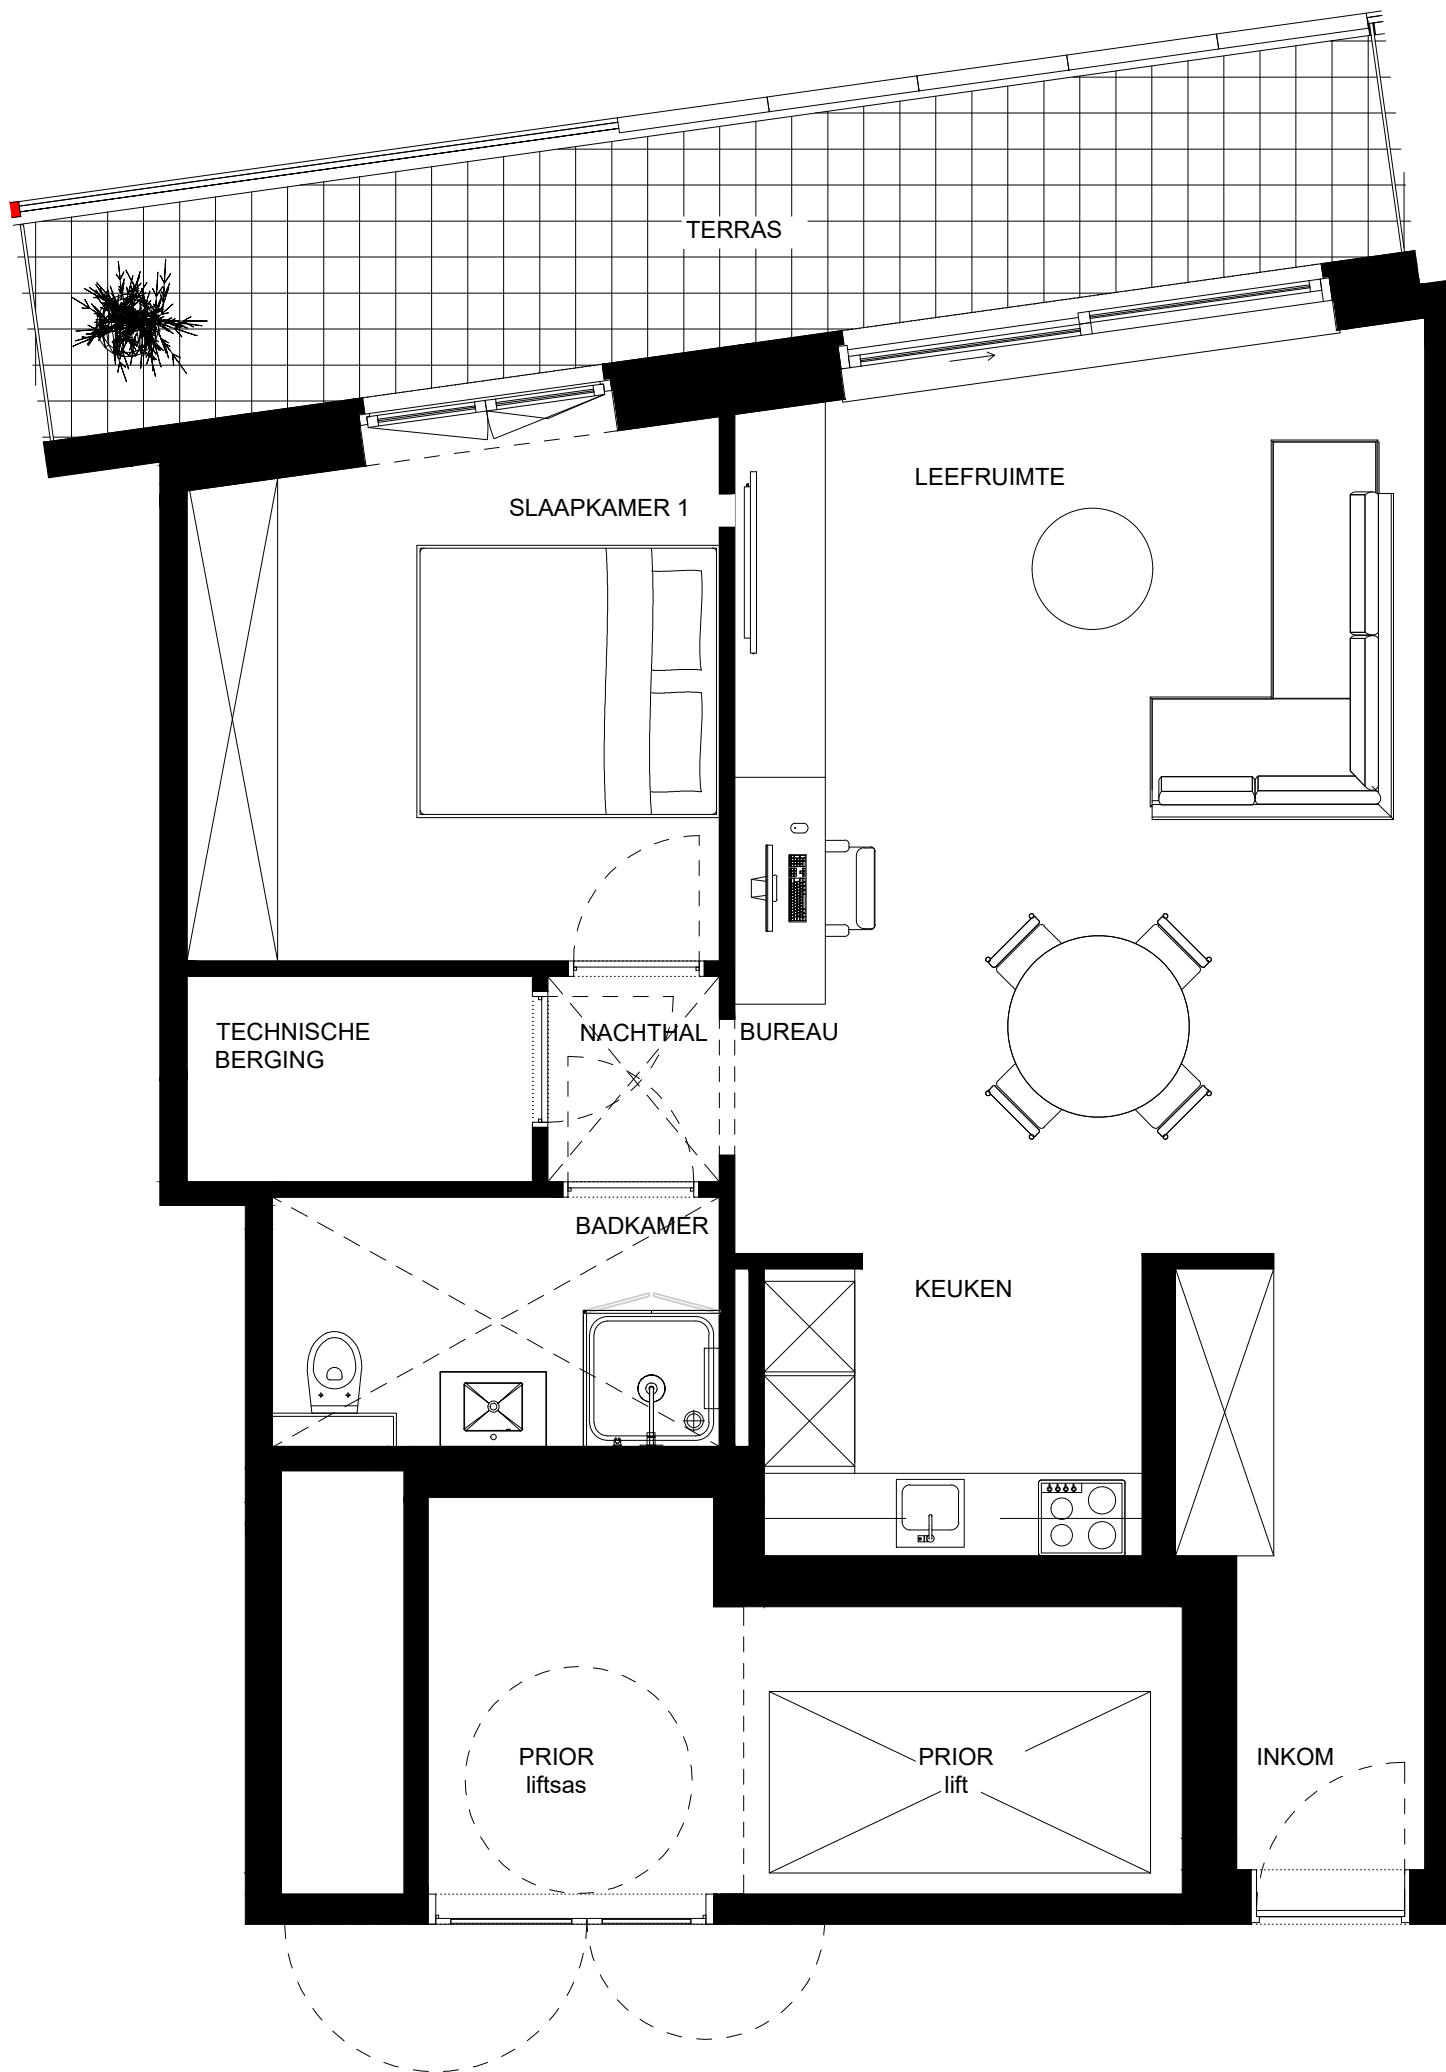 TERRAS
LEEFRUIMTE
SLAAPKAMER 1
TECHNISCHE
BERGING
NACHTHAL
BUREAU
BADKAMER
KEUKEN
PRIOR
liftsas
PRIOR
lift
INKOM